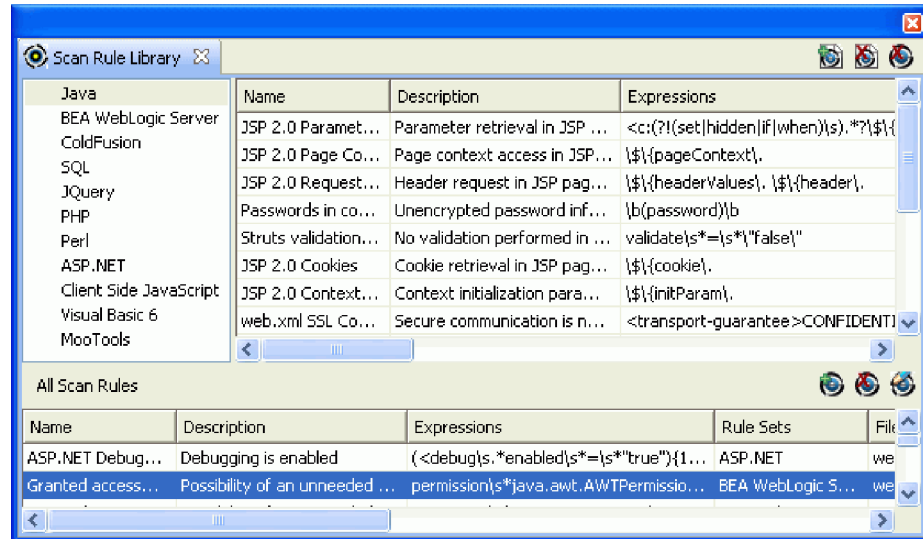 Scan Rule Library
Java
BEA WebLogic Server
ColdFusion
SQL
JQuery
PHP
Perl
ASP.NET
Client Side JavaScript
Visual Basic 6
MooTools
Name Description Expressions
JSP 2.0 Paramet... Parameter retrieval in JSP ... <c:(?!(set|hidden|if|when)\s).*?\$\{
JSP 2.0 Page Co... Page context access in JSP... \$\{pageContext\.
JSP 2.0 Request... Header request in JSP pag... \$\{headerValues\. \$\{header\.
Passwords in co... Unencrypted password inf... \b(password)\b
Struts validation... No validation performed in ... validate\s*=\s*\"false\"
JSP 2.0 Cookies Cookie retrieval in JSP pag... \$\{cookie\.
JSP 2.0 Context... Context initialization para... \$\{initParam\.
web.xml SSL Co... Secure communication is n... <transport-guarantee>CONFIDENTI
All Scan Rules
Name Description Expressions Rule Sets File
ASP.NET Debug... Debugging is enabled (<debug\s.*enabled\s*=\s*"true"){1... ASP.NET we
Granted access... Possibility of an unneeded ... permission\s*java.awt.AWTPermissio... BEA WebLogic S... we